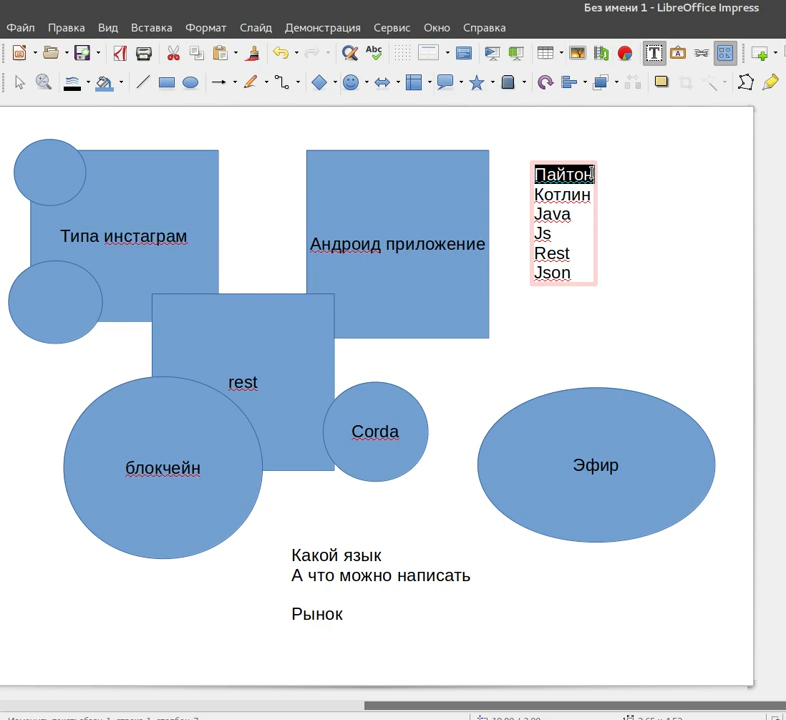 Без имени 1 - LibreOffice Impress
Файл Правка Вид Вставка Формат Слайд Демонстрация Сервис Окно Справка
Типа инстаграм
Андроид приложение
Пайтон
Котлин
Java
Js
Rest
Json
rest
блокчейн
Corda
Эфир
Какой язык
А что можно написать
Рынок